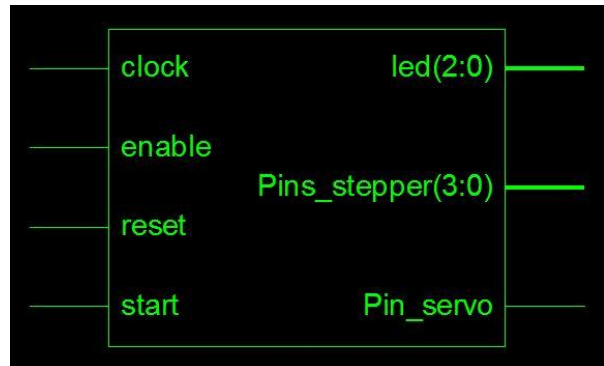 clock
led(2:0)
enable
Pins_stepper(3:0)
reset
start
Pin_servo